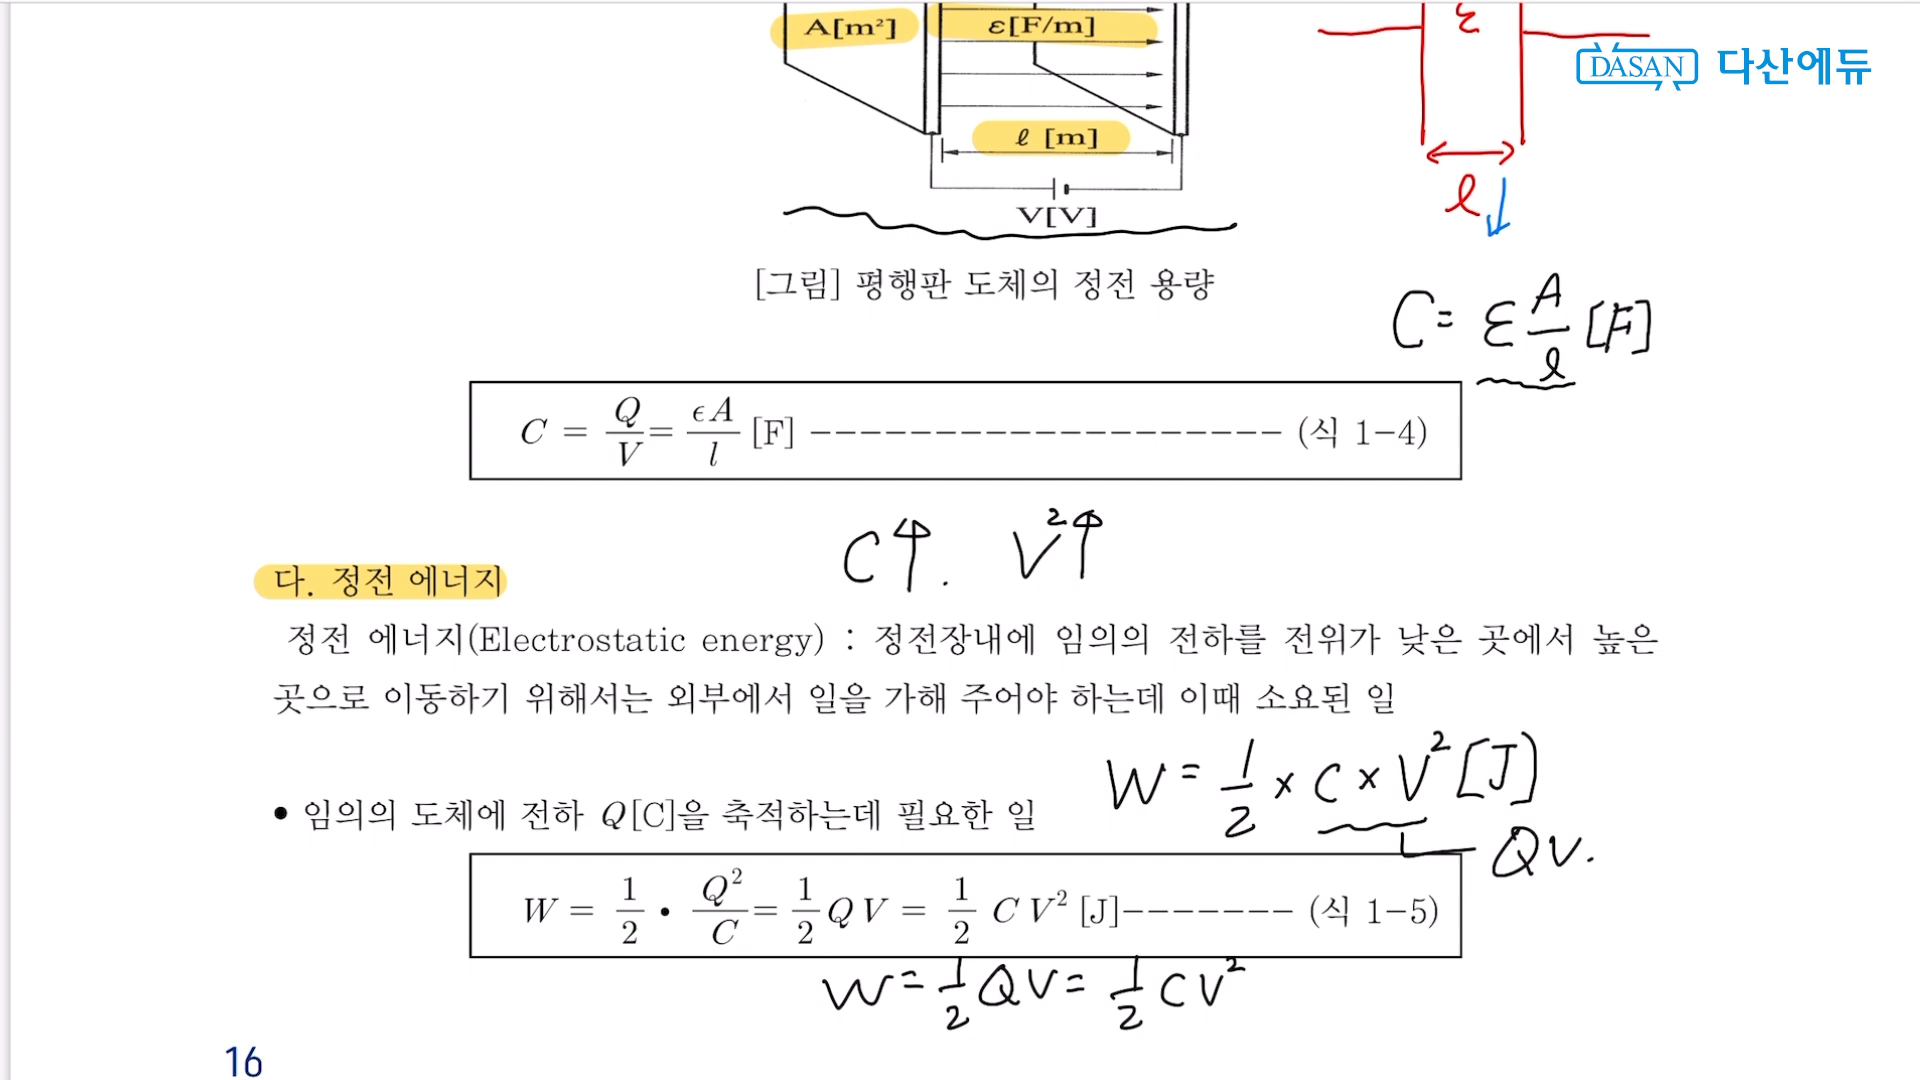 A[m²]
ε[F/m]
ε
DASAN 다산에듀
ℓ [m]
ℓ
V[V]
[그림] 평행판 도체의 정전 용량
C = ε A/ℓ [F]
C = Q/V = ϵA/l [F] ------------------- (식 1-4)
C↑. V²↑
다. 정전 에너지
정전 에너지(Electrostatic energy) : 정전장내에 임의의 전하를 전위가 낮은 곳에서 높은
곳으로 이동하기 위해서는 외부에서 일을 가해 주어야 하는데 이때 소요된 일
W = 1/2 × C × V² [J]
• 임의의 도체에 전하 Q[C]을 축적하는데 필요한 일
QV.
W = 1/2 • Q²/C = 1/2 QV = 1/2 CV² [J]------- (식 1-5)
W = 1/2 QV = 1/2 CV²
16